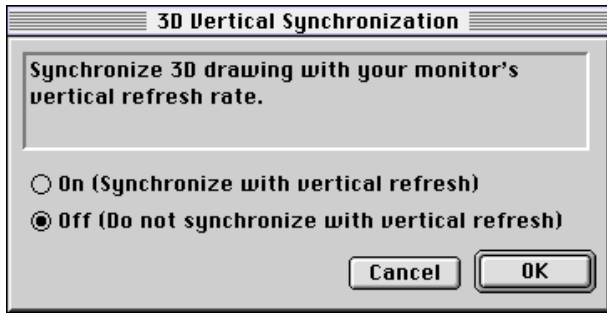 3D Vertical Synchronization
Synchronize 3D drawing with your monitor's
vertical refresh rate.
On (Synchronize with vertical refresh)
Off (Do not synchronize with vertical refresh)
Cancel OK